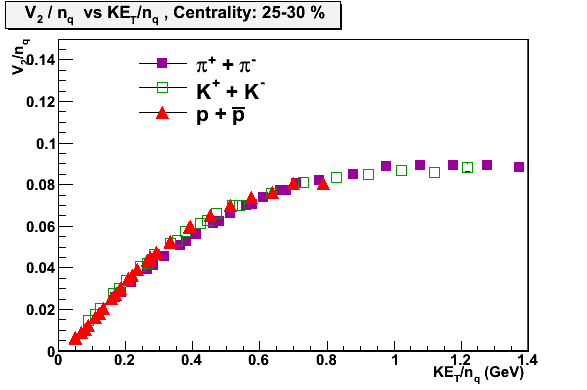 V2 / nq vs KET/nq , Centrality: 25-30 %
V2/nq
π+ + π-
K+ + K-
p + p̅
0.14
0.12
0.1
0.08
0.06
0.04
0.02
0
0 0.2 0.4 0.6 0.8 1 1.2 1.4
KET/nq (GeV)